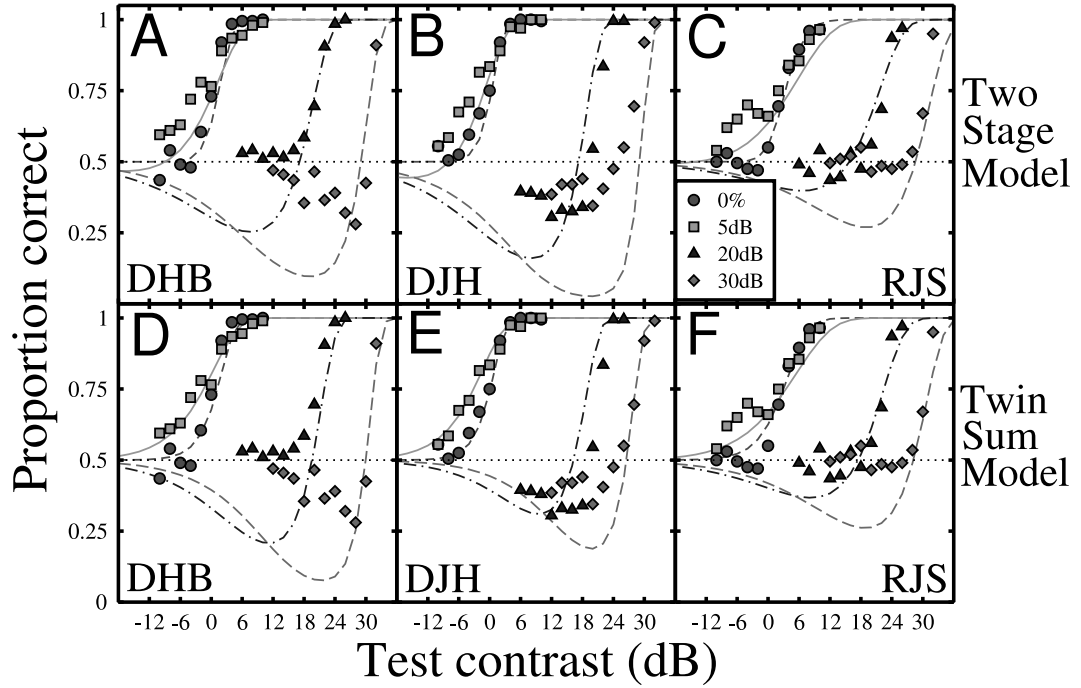 Proportion correct
A
B
C
1
0.75
0.5
0.25
DHB
DJH
RJS
0%
5dB
20dB
30dB
Two
Stage
Model
D
E
F
1
0.75
0.5
0.25
0
DHB
DJH
RJS
Twin
Sum
Model
-12 -6 0 6 12 18 24 30
-12 -6 0 6 12 18 24 30
-12 -6 0 6 12 18 24 30
Test contrast (dB)